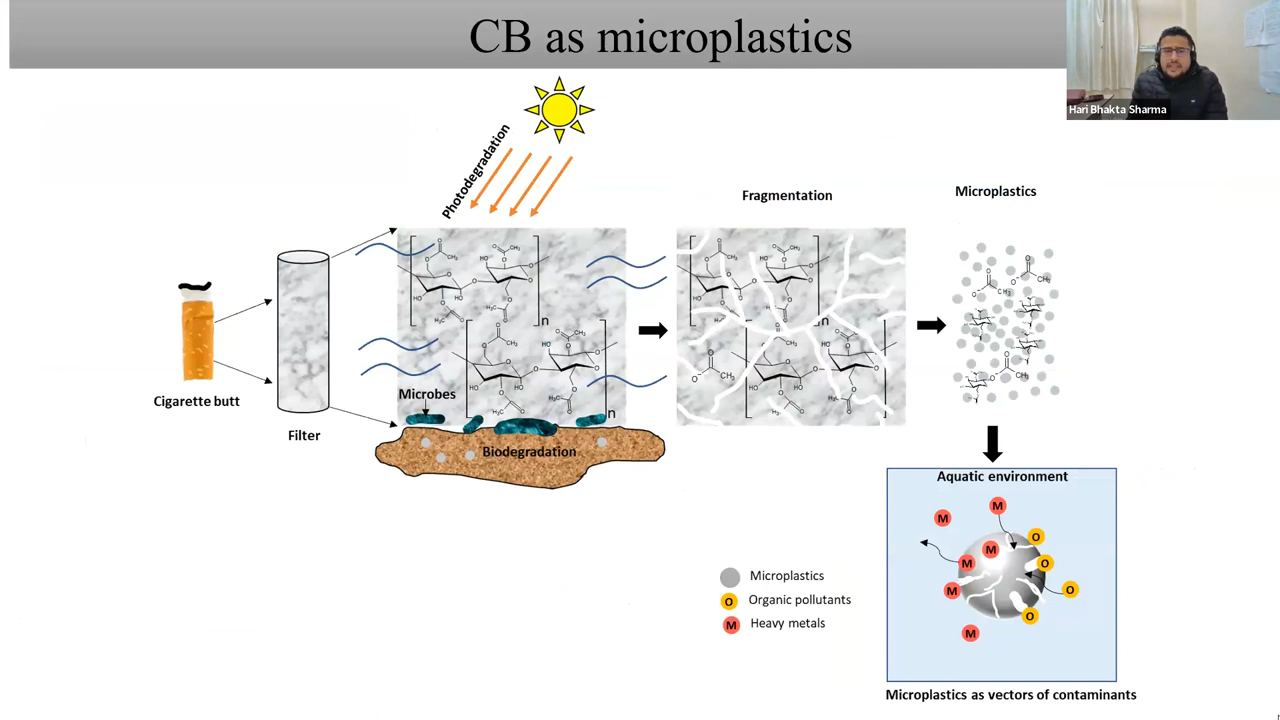 CB as microplastics
Hari Bhakta Sharma
Photodegradation
Fragmentation
Microplastics
Cigarette butt
Filter
Microbes
Biodegradation
n
n
n
Aquatic environment
M
M
M
M
M
M
O
O
O
O
Microplastics
O Organic pollutants
M Heavy metals
Microplastics as vectors of contaminants